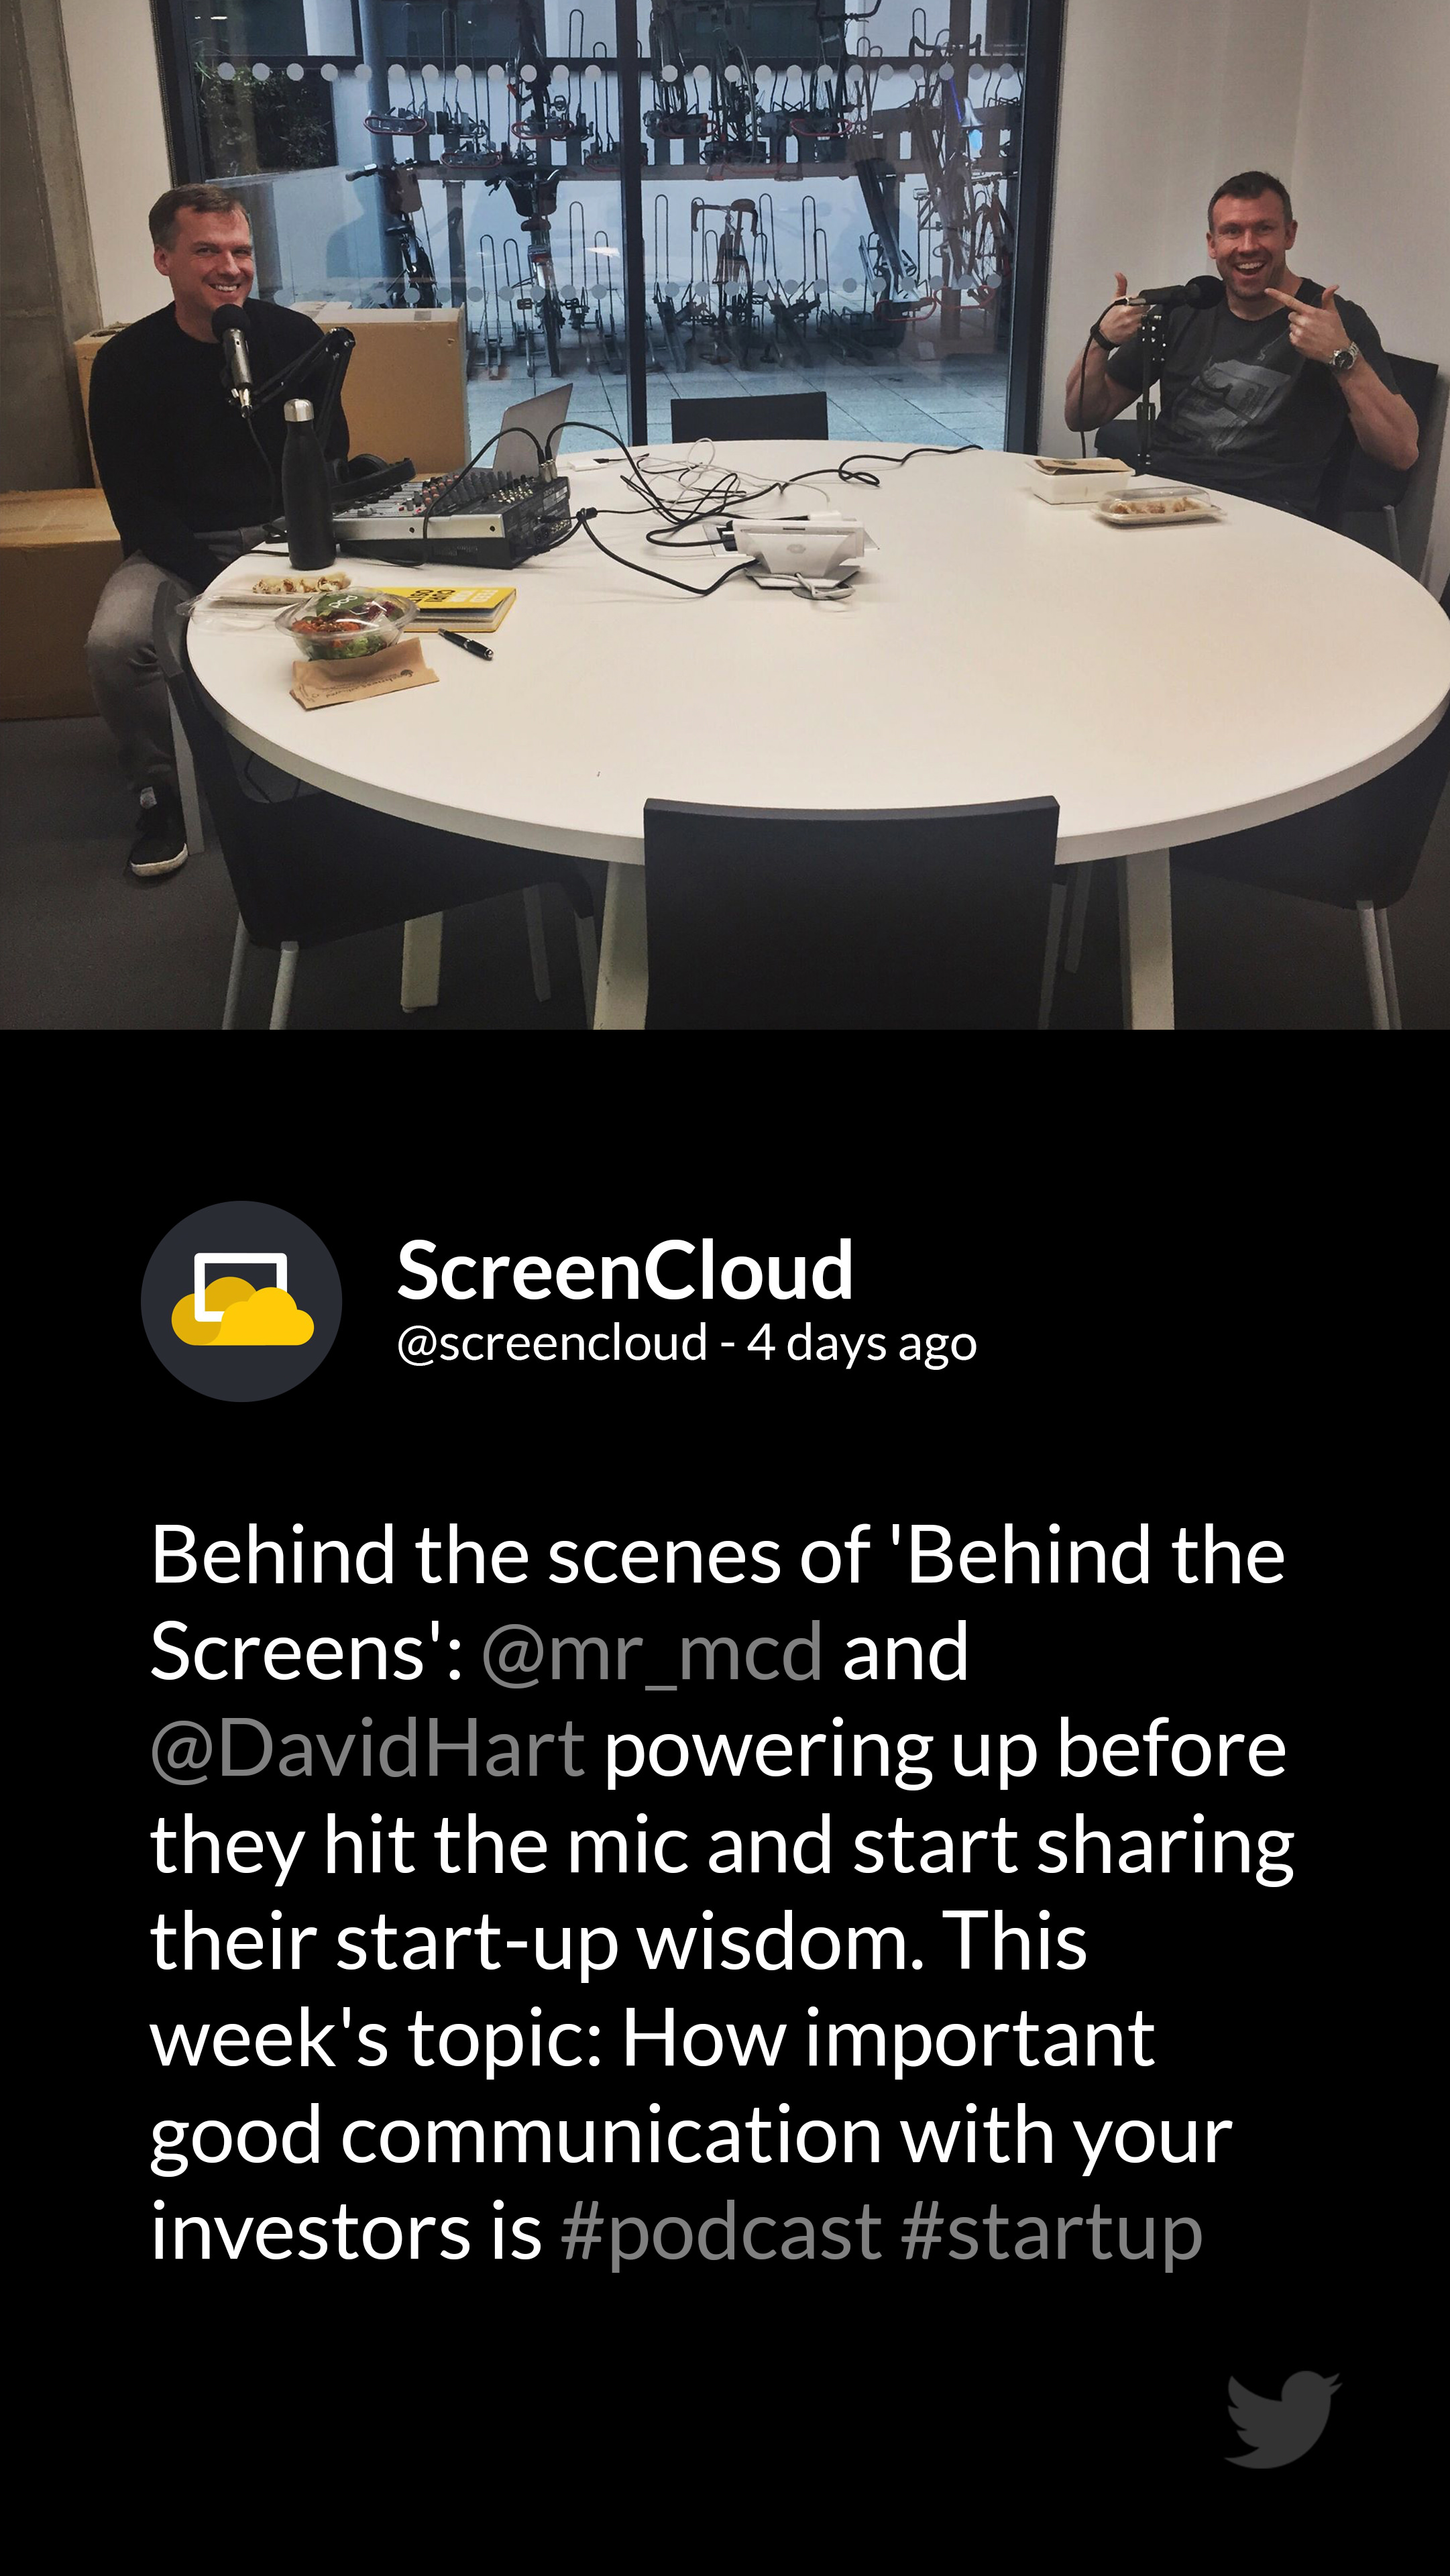 ScreenCloud
@screencloud - 4 days ago
Behind the scenes of 'Behind the
Screens': @mr_mcd and
@DavidHart powering up before
they hit the mic and start sharing
their start-up wisdom. This
week's topic: How important
good communication with your
investors is #podcast #startup